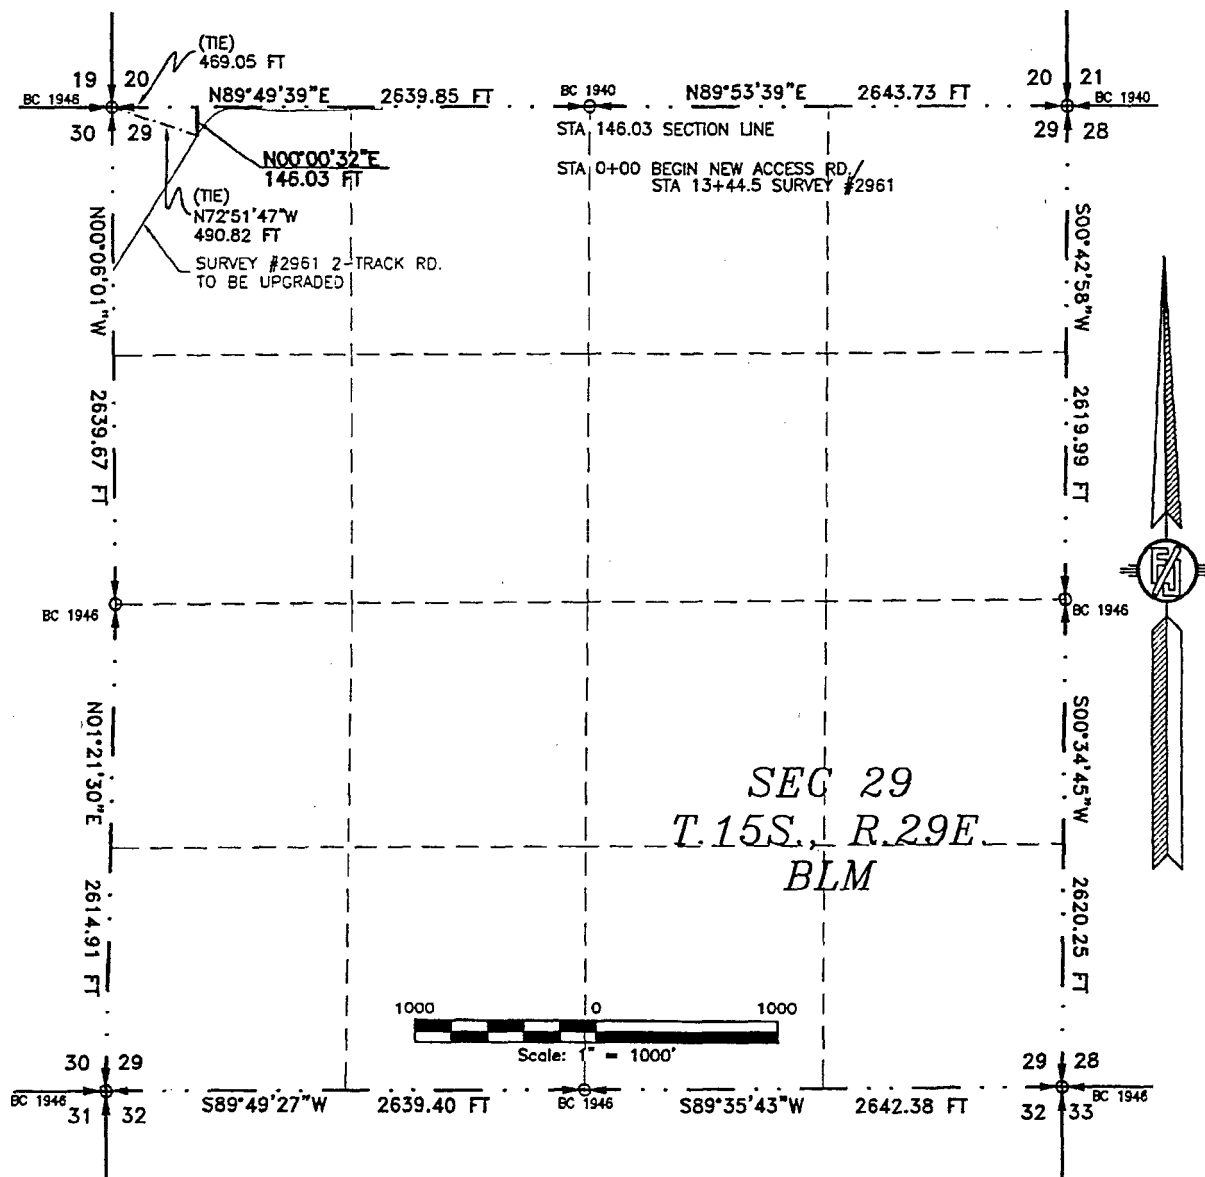 (TIE)
469.05 FT
19 20
BC 1946
30 29
N89°49'39"E 2639.85 FT
BC 1940
N89°53'39"E 2643.73 FT
20 21
BC 1940
29 28
STA 146.03 SECTION LINE
STA 0+00 BEGIN NEW ACCESS RD./
STA 13+44.5 SURVEY #2961
N00°00'32"E
146.03 FT
(TIE)
N72°51'47"W
490.82 FT
SURVEY #2961 2-TRACK RD.
TO BE UPGRADED
N00°06'01"W 2639.67 FT
S00°42'58"W 2619.99 FT
BC 1946
BC 1946
N01°21'30"E 2614.91 FT
S00°34'45"W 2620.25 FT
SEC 29
T.15S., R.29E.
BLM
1000 0 1000
Scale: 1" = 1000'
30 29
BC 1946
31 32
S89°49'27"W 2639.40 FT
BC 1946
S89°35'43"W 2642.38 FT
29 28
BC 1946
32 33